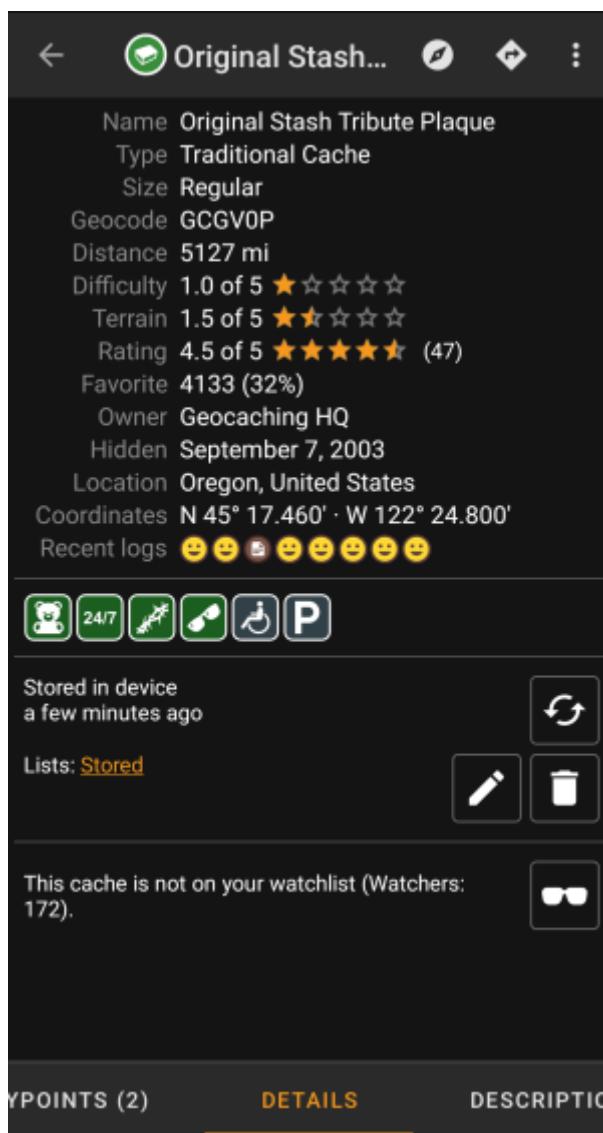 Original Stash...
Name Original Stash Tribute Plaque
Type Traditional Cache
Size Regular
Geocode GCGV0P
Distance 5127 mi
Difficulty 1.0 of 5
Terrain 1.5 of 5
Rating 4.5 of 5 (47)
Favorite 4133 (32%)
Owner Geocaching HQ
Hidden September 7, 2003
Location Oregon, United States
Coordinates N 45° 17.460' · W 122° 24.800'
Recent logs
24/7 P
Stored in device
a few minutes ago
Lists: Stored
This cache is not on your watchlist (Watchers:
172).
YPOINTS (2) DETAILS DESCRIPTIO